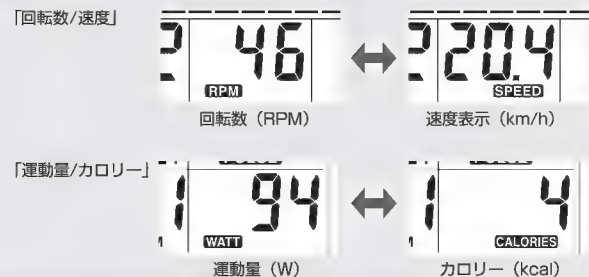 「回転数/速度」
46
RPM
20.4
SPEED
回転数（RPM）
速度表示（km/h）
「運動量/カロリー」
94
WATT
4
CALORIES
運動量（W）
カロリー（kcal）